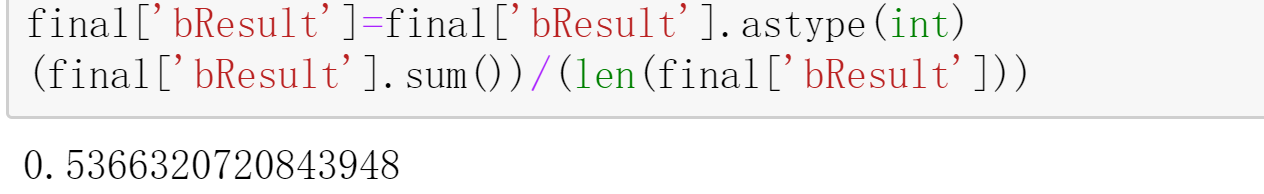 final['bResult']=final['bResult'].astype(int)
(final['bResult'].sum())/(len(final['bResult']))
0.5366320720843948